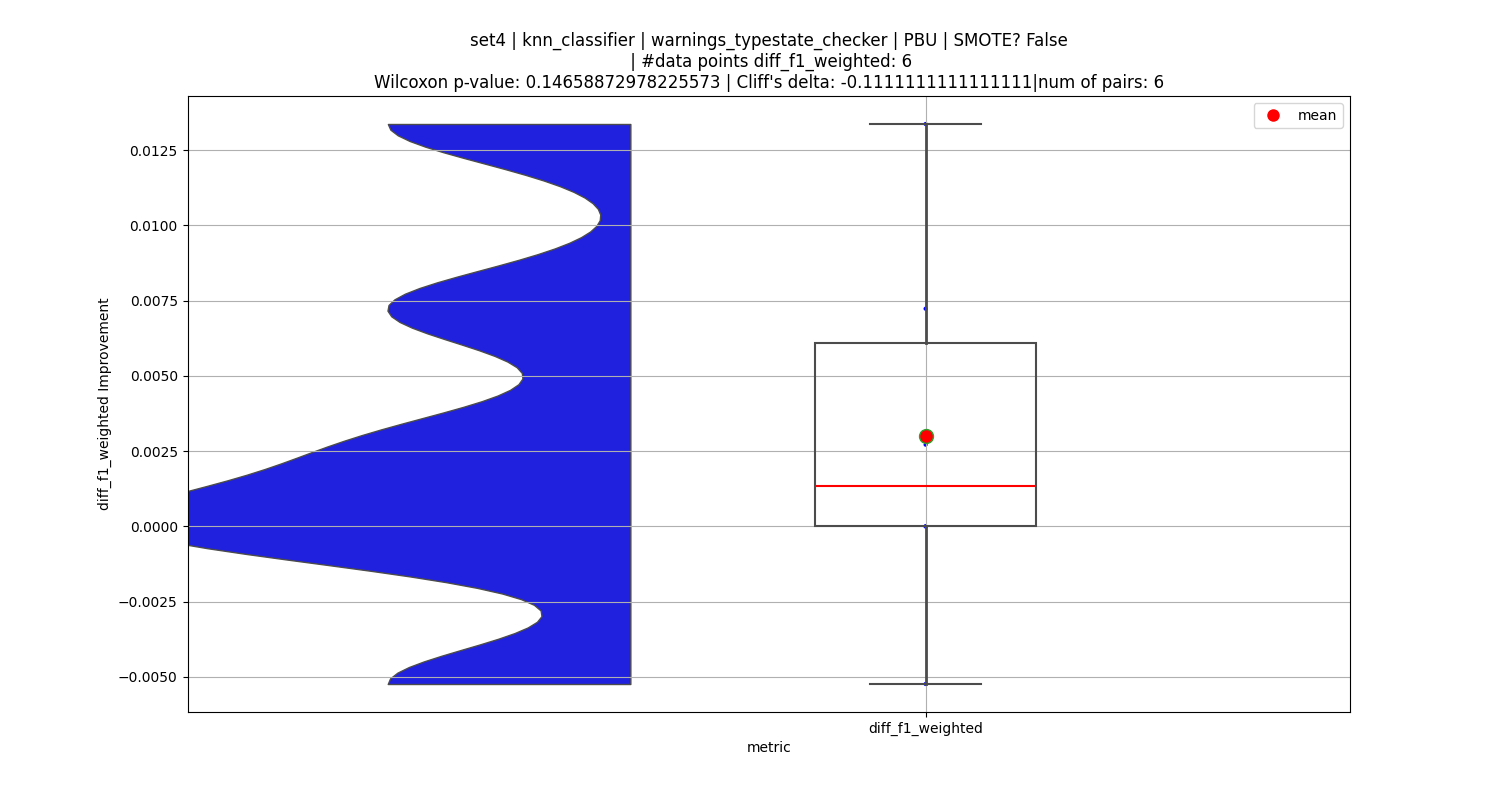 set4 | knn_classifier | warnings_typestate_checker | PBU | SMOTE? False
| #data points diff_f1_weighted: 6
Wilcoxon p-value: 0.14658872978225573 | Cliff's delta: -0.1111111111111111|num of pairs: 6
mean
0.0125
0.0100
0.0075
0.0050
0.0025
0.0000
−0.0025
−0.0050
diff_f1_weighted Improvement
diff_f1_weighted
metric